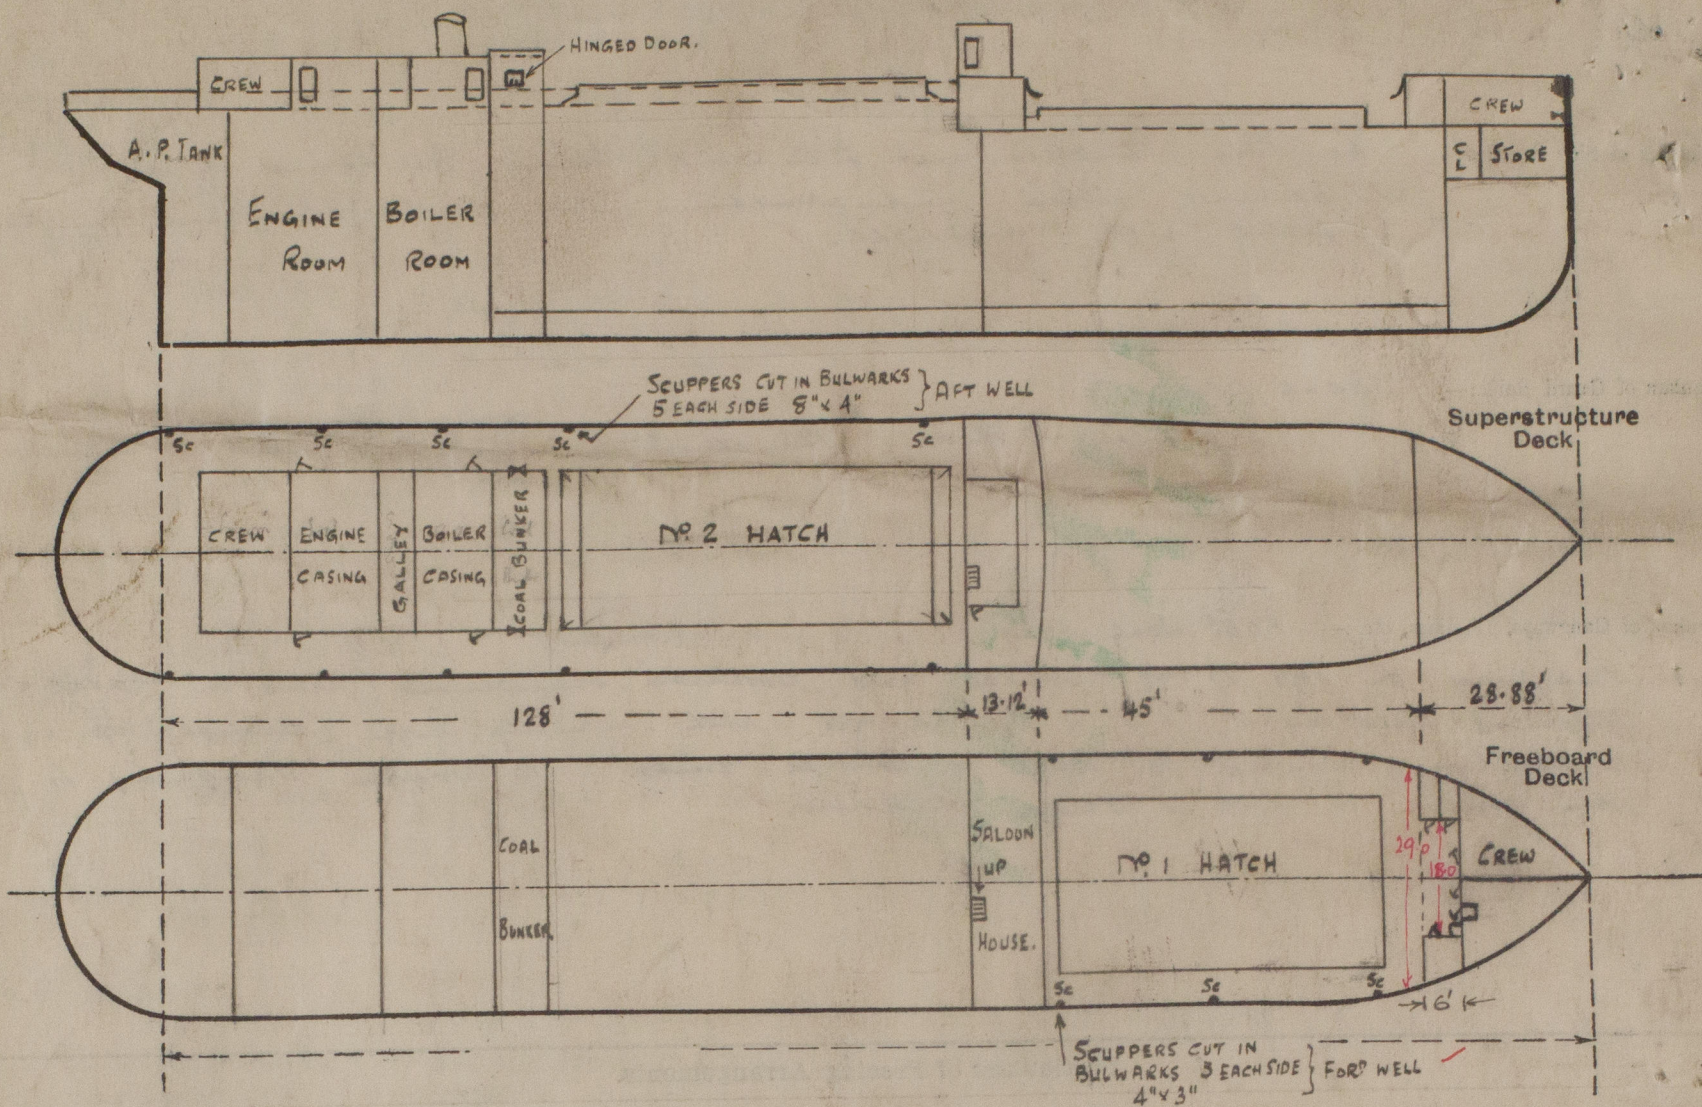 HINGED DOOR.
CREW
CREW
A.P. TANK
C
L
STORE
ENGINE
ROOM
BOILER
ROOM
SCUPPERS CUT IN BULWARKS
5 EACH SIDE 8" x 4"
} AFT WELL
Superstructure
Deck
Sc
Sc
Sc
Sc
Sc
CREW
ENGINE
CASING
GALLEY
BOILER
CASING
COAL BUNKER
No. 2 HATCH
128'
13.12'
45'
28.88'
Freeboard
Deck
COAL
BUNKER
SALOON
UP
HOUSE.
No. 1 HATCH
29.0
18.0
CREW
Sc
Sc
Sc
6'
SCUPPERS CUT IN
BULWARKS 3 EACH SIDE
4" x 3"
} FORD WELL